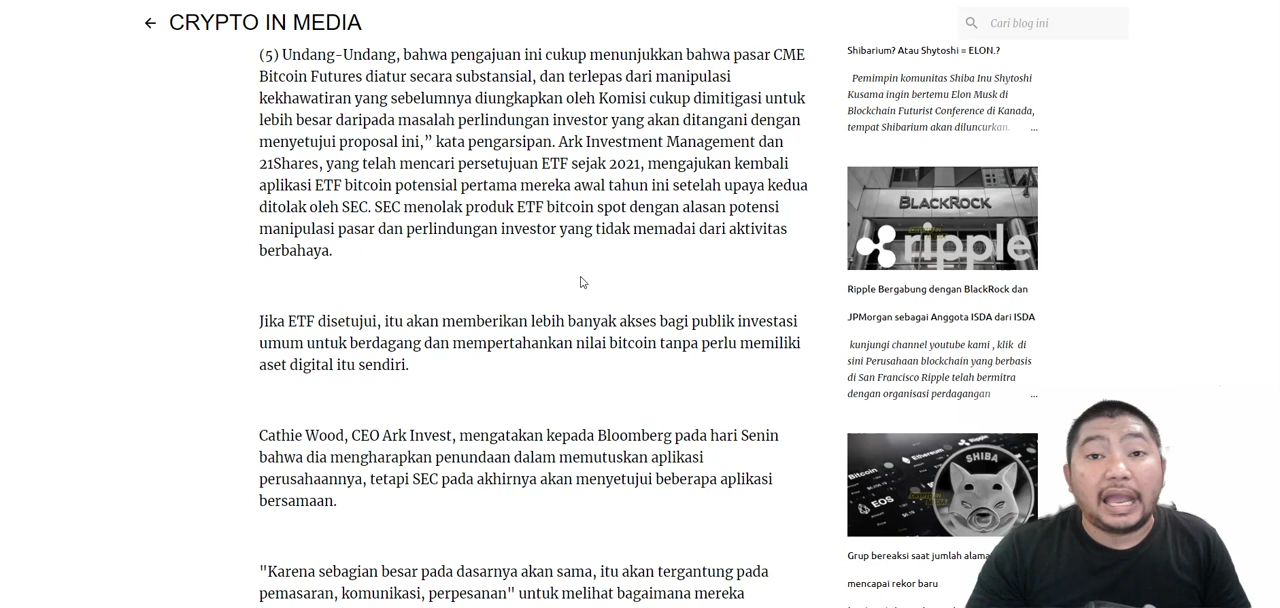 CRYPTO IN MEDIA
Cari blog ini
(5) Undang-Undang, bahwa pengajuan ini cukup menunjukkan bahwa pasar CME
Bitcoin Futures diatur secara substansial, dan terlepas dari manipulasi
kekhawatiran yang sebelumnya diungkapkan oleh Komisi cukup dimitigasi untuk
lebih besar daripada masalah perlindungan investor yang akan ditangani dengan
menyetujui proposal ini,” kata pengarsipan. Ark Investment Management dan
21Shares, yang telah mencari persetujuan ETF sejak 2021, mengajukan kembali
aplikasi ETF bitcoin potensial pertama mereka awal tahun ini setelah upaya kedua
ditolak oleh SEC. SEC menolak produk ETF bitcoin spot dengan alasan potensi
manipulasi pasar dan perlindungan investor yang tidak memadai dari aktivitas
berbahaya.
Jika ETF disetujui, itu akan memberikan lebih banyak akses bagi publik investasi
umum untuk berdagang dan mempertahankan nilai bitcoin tanpa perlu memiliki
aset digital itu sendiri.
Cathie Wood, CEO Ark Invest, mengatakan kepada Bloomberg pada hari Senin
bahwa dia mengharapkan penundaan dalam memutuskan aplikasi
perusahaannya, tetapi SEC pada akhirnya akan menyetujui beberapa aplikasi
bersamaan.
"Karena sebagian besar pada dasarnya akan sama, itu akan tergantung pada
pemasaran, komunikasi, perpesanan" untuk melihat bagaimana mereka
Shibarium? Atau Shytoshi = ELON.?
Pemimpin komunitas Shiba Inu Shytoshi
Kusama ingin bertemu Elon Musk di
Blockchain Futurist Conference di Kanada,
tempat Shibarium akan diluncurkan. ...
BLACKROCK
ripple
Ripple Bergabung dengan BlackRock dan
JPMorgan sebagai Anggota ISDA dari ISDA
kunjungi channel youtube kami , klik di
sini Perusahaan blockchain yang berbasis
di San Francisco Ripple telah bermitra
dengan organisasi perdagangan ...
Bitcoin
Ethereum
Ripple
EOS
SHIBA
Grup bereaksi saat jumlah
mencapai rekor baru